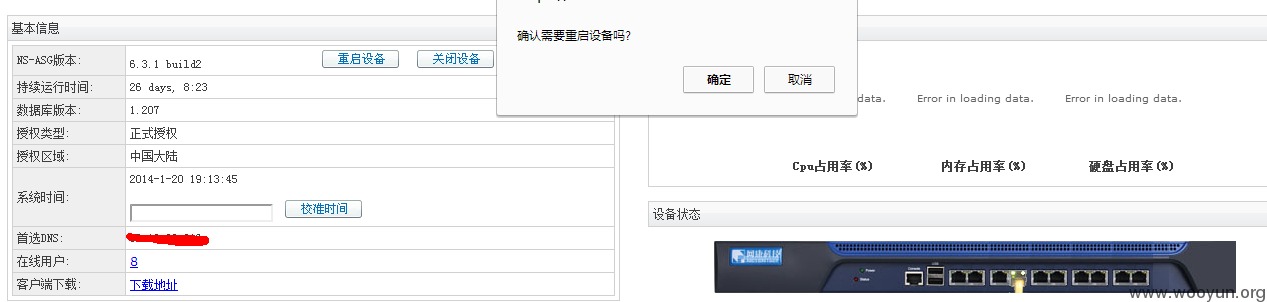 基本信息
NS-ASG版本:
6.3.1 build2
重启设备
关闭设备
持续运行时间:
26 days, 8:23
数据库版本:
1.207
授权类型:
正式授权
授权区域:
中国大陆
系统时间:
2014-1-20 19:13:45
校准时间
首选DNS:
在线用户:
8
客户端下载:
下载地址
确认需要重启设备吗?
确定
取消
data.
Error in loading data.
Error in loading data.
Cpu占用率(%)
内存占用率(%)
硬盘占用率(%)
设备状态
Power
Status
Console
USB
www.wooyun.org